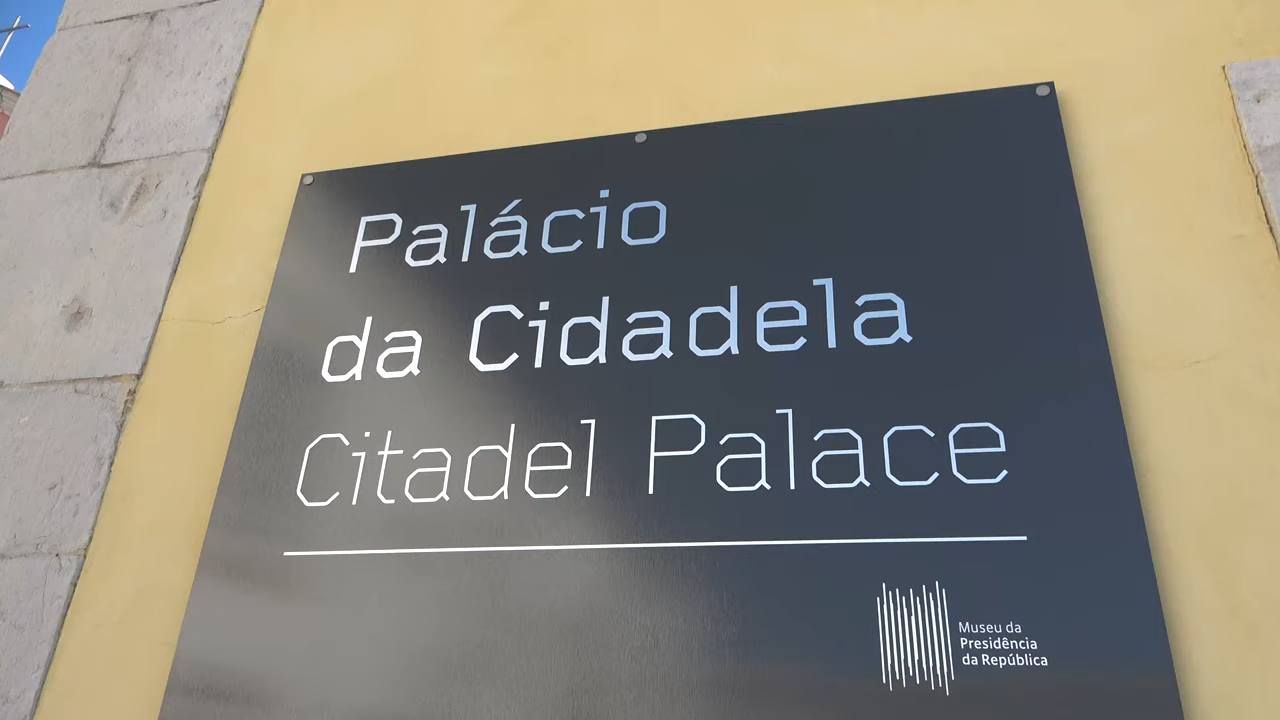 Palácio
da Cidadela
Citadel Palace
Museu da
Presidência
da República